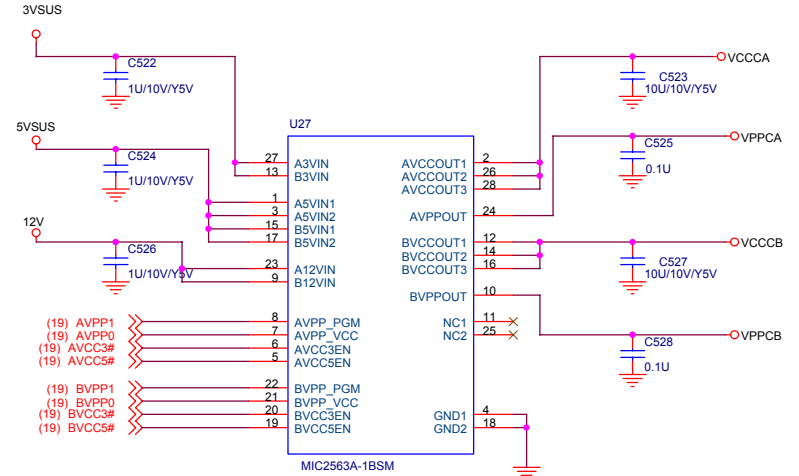 3VSUS
C522
1U/10V/Y5V
VCCCA
C523
10U/10V/Y5V
U27
5VSUS
C524
1U/10V/Y5V
VPPCA
C525
0.1U
27 A3VIN
13 B3VIN
AVCCOUT1 2
AVCCOUT2 26
AVCCOUT3 28
1 A5VIN1
3 A5VIN2
15 B5VIN1
17 B5VIN2
AVPPOUT 24
12V
C526
1U/10V/Y5V
23 A12VIN
9 B12VIN
BVCCOUT1 12
BVCCOUT2 14
BVCCOUT3 16
VCCCB
C527
10U/10V/Y5V
BVPPOUT 10
(19) AVPP1 8 AVPP_PGM
(19) AVPP0 7 AVPP_VCC
(19) AVCC3# 6 AVCC3EN
(19) AVCC5# 5 AVCC5EN
NC1 11
NC2 25
VPPCB
C528
0.1U
(19) BVPP1 22 BVPP_PGM
(19) BVPP0 21 BVPP_VCC
(19) BVCC3# 20 BVCC3EN
(19) BVCC5# 19 BVCC5EN
GND1 4
GND2 18
MIC2563A-1BSM